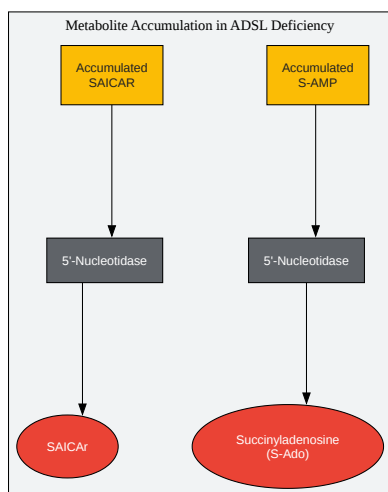 Metabolite Accumulation in ADSL Deficiency
Accumulated
SAICAR
Accumulated
S-AMP
5'-Nucleotidase
5'-Nucleotidase
SAICAr
Succinyladenosine
(S-Ado)